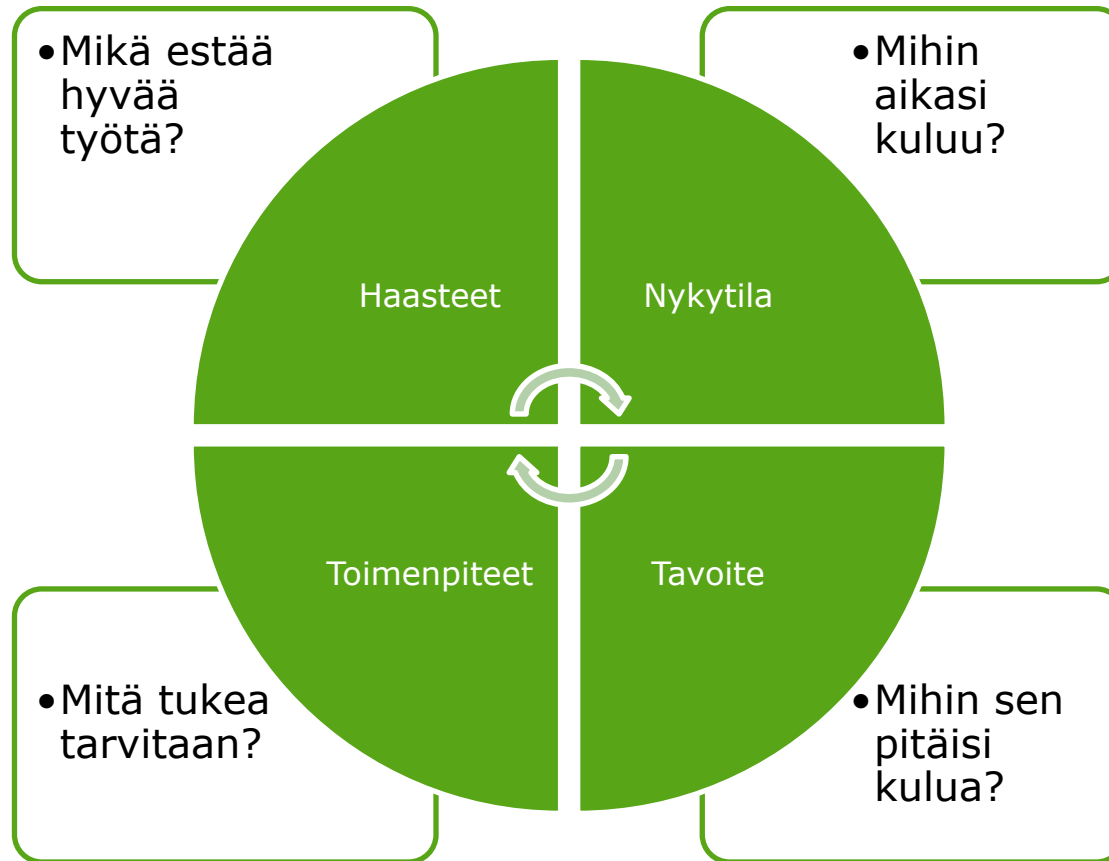 •Mikä estää
hyvää
työtä?
•Mihin
aikasi
kuluu?
Haasteet
Nykytila
Toimenpiteet
Tavoite
•Mitä tukea
tarvitaan?
•Mihin sen
pitäisi
kulua?